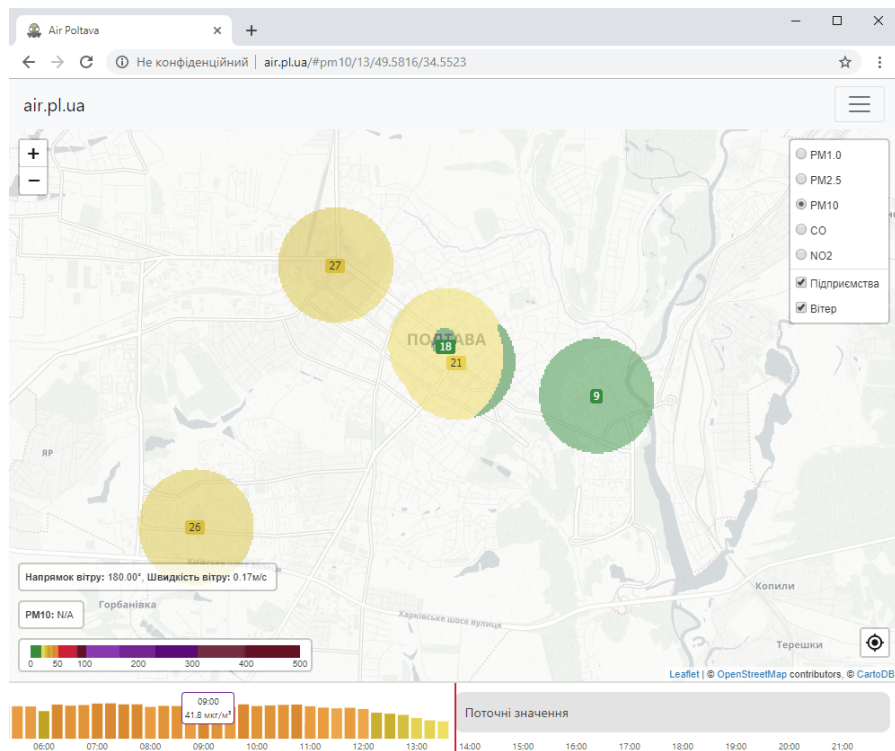 Air Poltava
Не конфіденційний | air.pl.ua/#pm10/13/49.5816/34.5523
air.pl.ua
+
−
PM1.0
PM2.5
PM10
CO
NO2
Підприємства
Вітер
27
ПОЛТАВА
18
21
9
ЯР
26
Напрямок вітру: 180.00°, Швидкість вітру: 0.17м/с
Горбанівка
PM10: N/A
Харківське шосе вулиця
Копили
Терешки
0 50 100 200 300 400 500
Leaflet | © OpenStreetMap contributors, © CartoDB
09:00
41.8 мкг/м³
Поточні значення
06:00 07:00 08:00 09:00 10:00 11:00 12:00 13:00 14:00 15:00 16:00 17:00 18:00 19:00 20:00 21:00